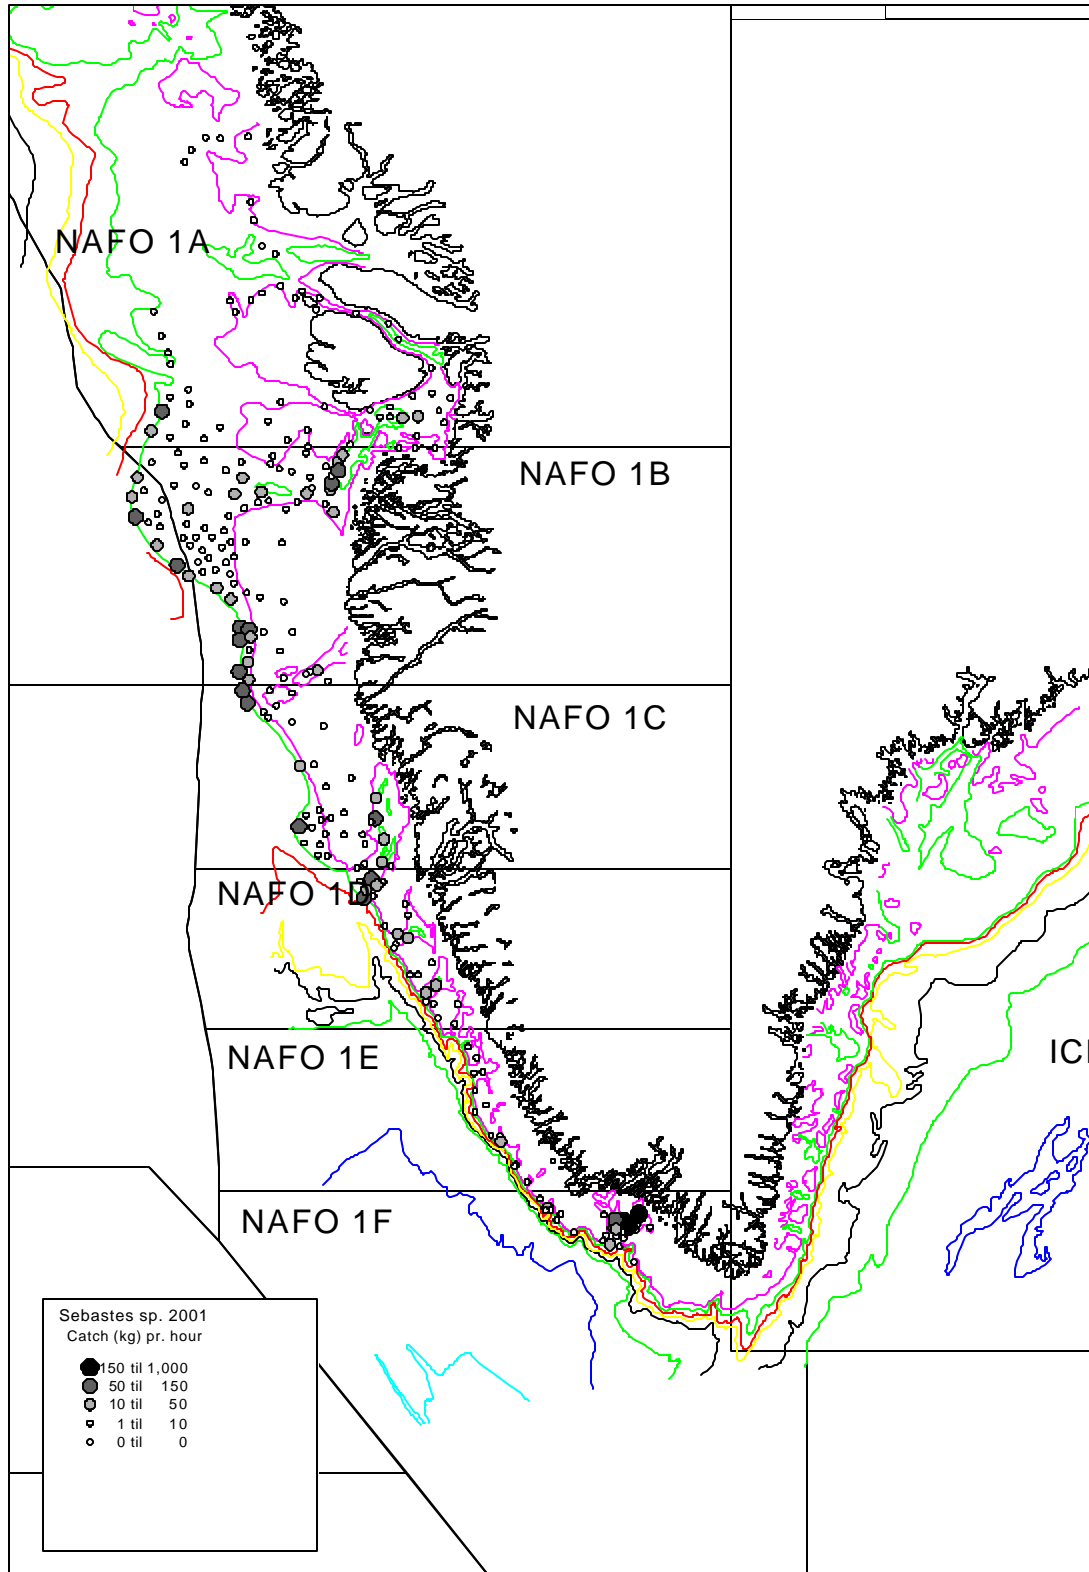 NAFO 1A
NAFO 1B
NAFO 1C
NAFO 1D
NAFO 1E
NAFO 1F
Sebastes sp. 2001
Catch (kg) pr. hour
150 til 1,000
50 til 150
10 til 50
1 til 10
0 til 0